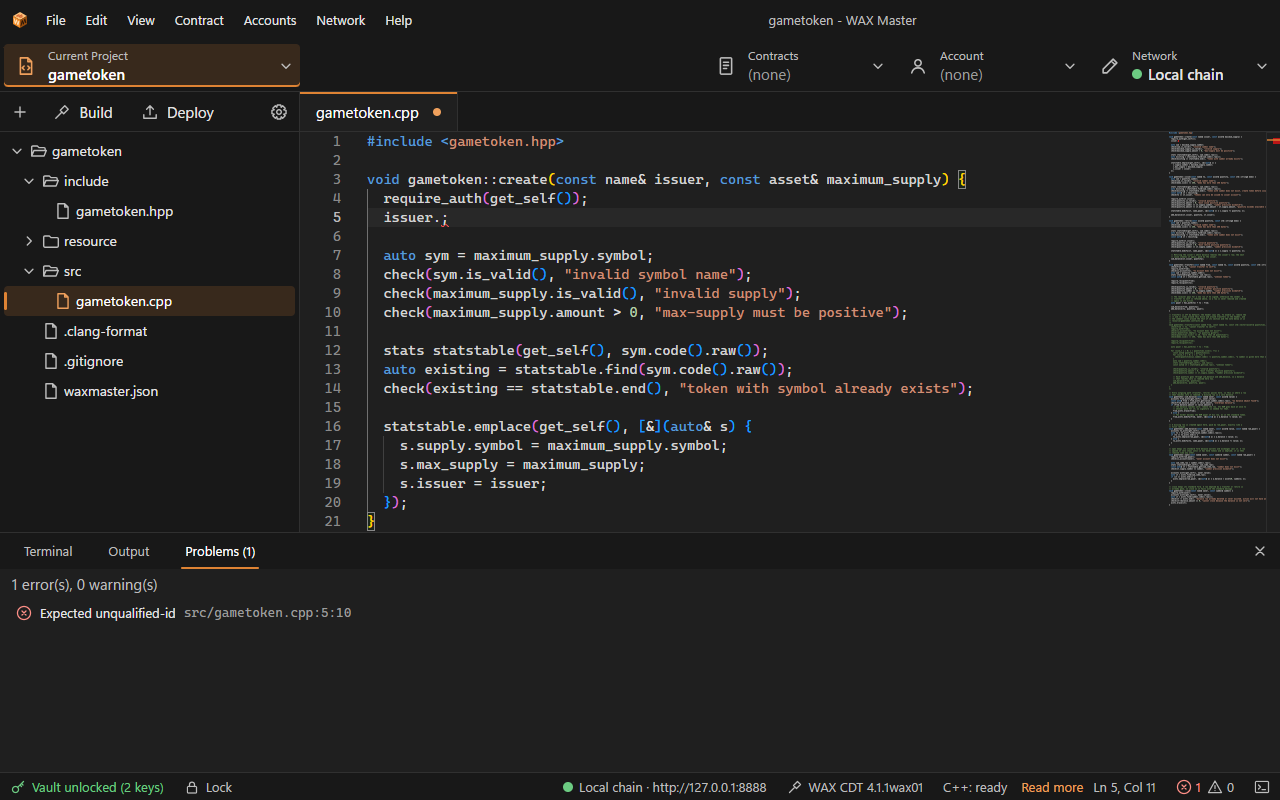 File Edit View Contract Accounts Network Help
gametoken - WAX Master
Current Project
gametoken
Contracts
(none)
Account
(none)
Network
Local chain
Build Deploy
gametoken.cpp
gametoken
include
gametoken.hpp
resource
src
gametoken.cpp
.clang-format
.gitignore
waxmaster.json
1 #include <gametoken.hpp>
2
3 void gametoken::create(const name& issuer, const asset& maximum_supply) {
4 require_auth(get_self());
5 issuer.;
6
7 auto sym = maximum_supply.symbol;
8 check(sym.is_valid(), "invalid symbol name");
9 check(maximum_supply.is_valid(), "invalid supply");
10 check(maximum_supply.amount > 0, "max-supply must be positive");
11
12 stats statstable(get_self(), sym.code().raw());
13 auto existing = statstable.find(sym.code().raw());
14 check(existing == statstable.end(), "token with symbol already exists");
15
16 statstable.emplace(get_self(), [&](auto& s) {
17 s.supply.symbol = maximum_supply.symbol;
18 s.max_supply = maximum_supply;
19 s.issuer = issuer;
20 });
21 }
Terminal Output Problems (1)
1 error(s), 0 warning(s)
Expected unqualified-id src/gametoken.cpp:5:10
Vault unlocked (2 keys) Lock
Local chain · http://127.0.0.1:8888 WAX CDT 4.1.1wax01 C++: ready Read more Ln 5, Col 11 1 0